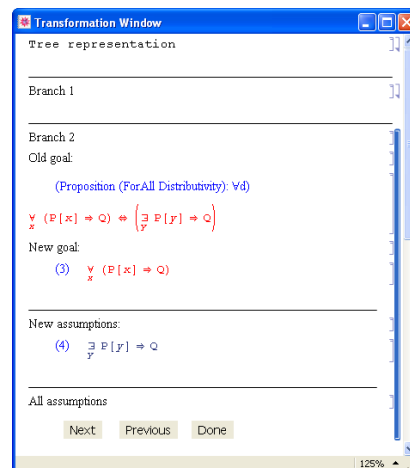 Transformation Window
Tree representation
Branch 1
Branch 2
Old goal:
(Proposition (ForAll Distributivity): ∀d)
∀x (P[x] ⇒ Q) ⇔ (∃y P[y] ⇒ Q)
New goal:
(3) ∀x (P[x] ⇒ Q)
New assumptions:
(4) ∃y P[y] ⇒ Q
All assumptions
Next Previous Done
125%